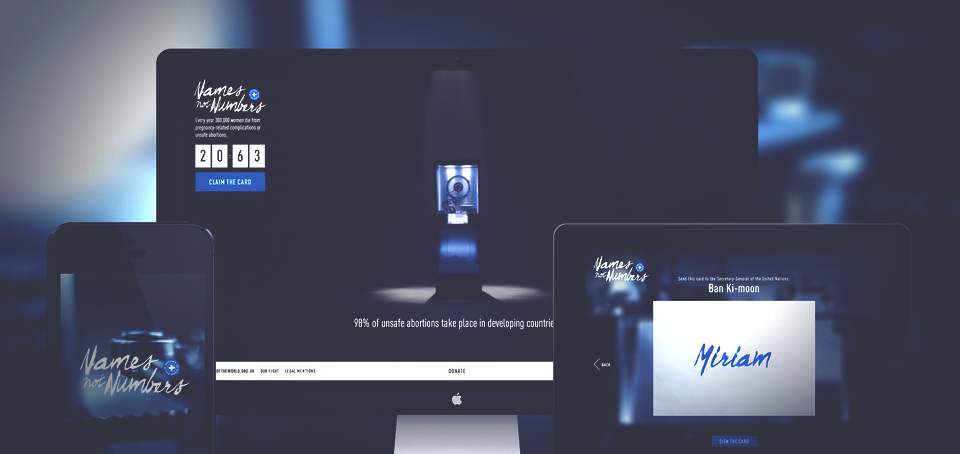 Names
not Numbers
Every year 300.000 women die from
pregnancy-related complications or
unsafe abortions.
2 0 6 3
CLAIM THE CARD
98% of unsafe abortions take place in developing countrie
OFTHEWORLD.ORG.UK OUR FIGHT LEGAL MENTIONS DONATE
Names
not Numbers
Names
not Numbers
Send this card to the Secretary-General of the United Nations
Ban Ki-moon
Miriam
BACK
SIGN THE CARD